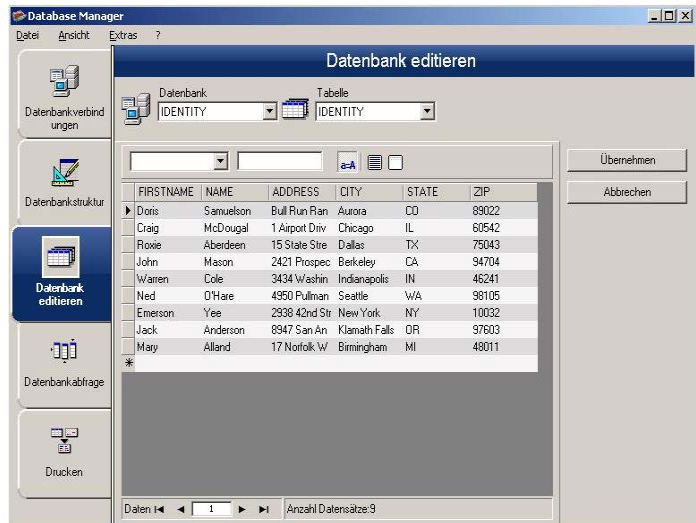 Database Manager
Datei Ansicht Extras ?
Datenbankverbind
ungen
Datenbankstruktur
Datenbank
editieren
Datenbankabfrage
Drucken
Datenbank editieren
Datenbank Tabelle
IDENTITY IDENTITY
a=A
Übernehmen
Abbrechen
FIRSTNAME NAME ADDRESS CITY STATE ZIP
Doris Samuelson Bull Run Ran Aurora CO 89022
Craig McDougal 1 Airport Driv Chicago IL 60542
Roxie Aberdeen 15 State Stre Dallas TX 75043
John Mason 2421 Prospec Berkeley CA 94704
Warren Cole 3434 Washin Indianapolis IN 46241
Ned O'Hare 4950 Pullman Seattle WA 98105
Emerson Yee 2938 42nd Str New York NY 10032
Jack Anderson 8947 San An Klamath Falls OR 97603
Mary Alland 17 Norfolk W Birmingham MI 48011
Daten 1 Anzahl Datensätze:9